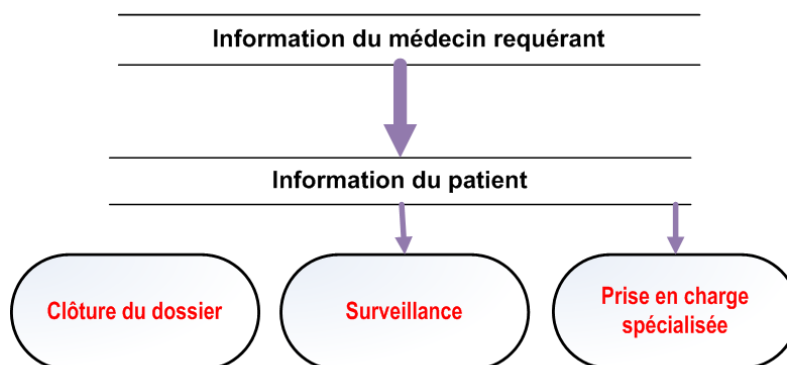 Information du médecin requérant
Information du patient
Clôture du dossier
Surveillance
Prise en charge
spécialisée